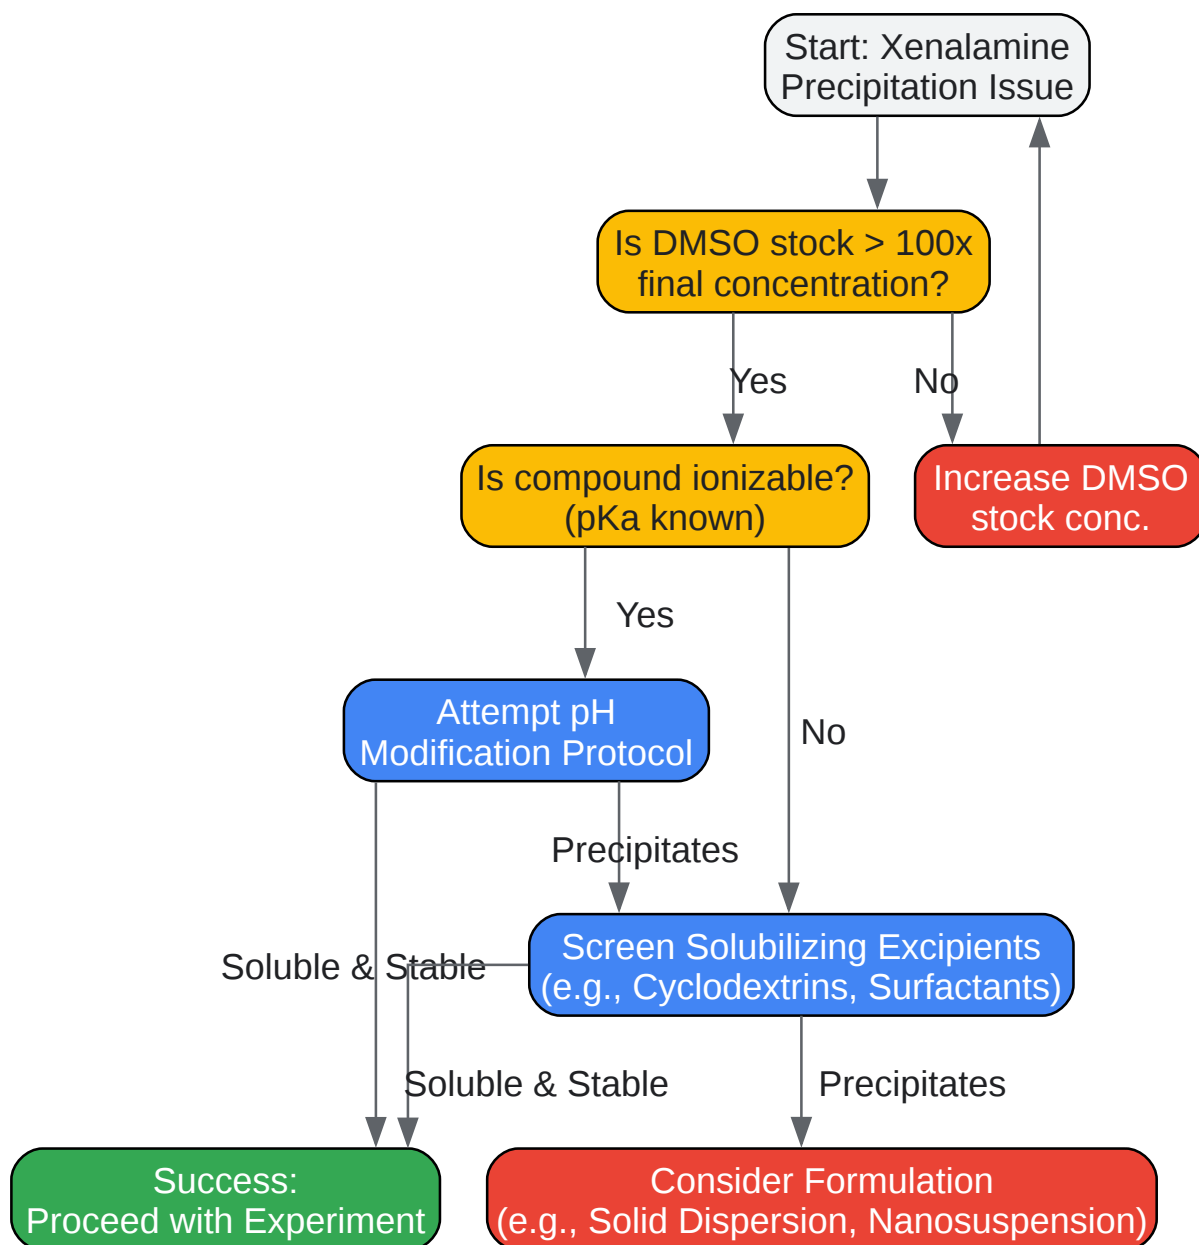 Start: Xenalamine
Precipitation Issue
Is DMSO stock > 100x
final concentration?
Yes
No
Is compound ionizable?
(pKa known)
Increase DMSO
stock conc.
Yes
Attempt pH
Modification Protocol
No
Precipitates
Screen Solubilizing Excipients
(e.g., Cyclodextrins, Surfactants)
Soluble & Stable
Soluble & Stable
Precipitates
Success:
Proceed with Experiment
Consider Formulation
(e.g., Solid Dispersion, Nanosuspension)